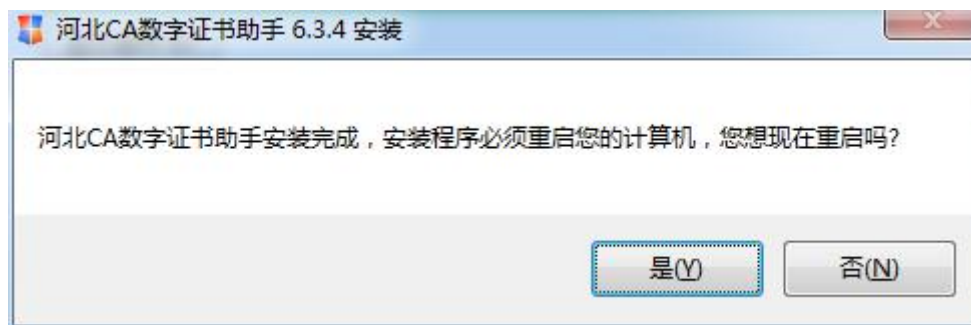 河北CA数字证书助手 6.3.4 安装
河北CA数字证书助手安装完成，安装程序必须重启您的计算机，您想现在重启吗?
是(Y)
否(N)